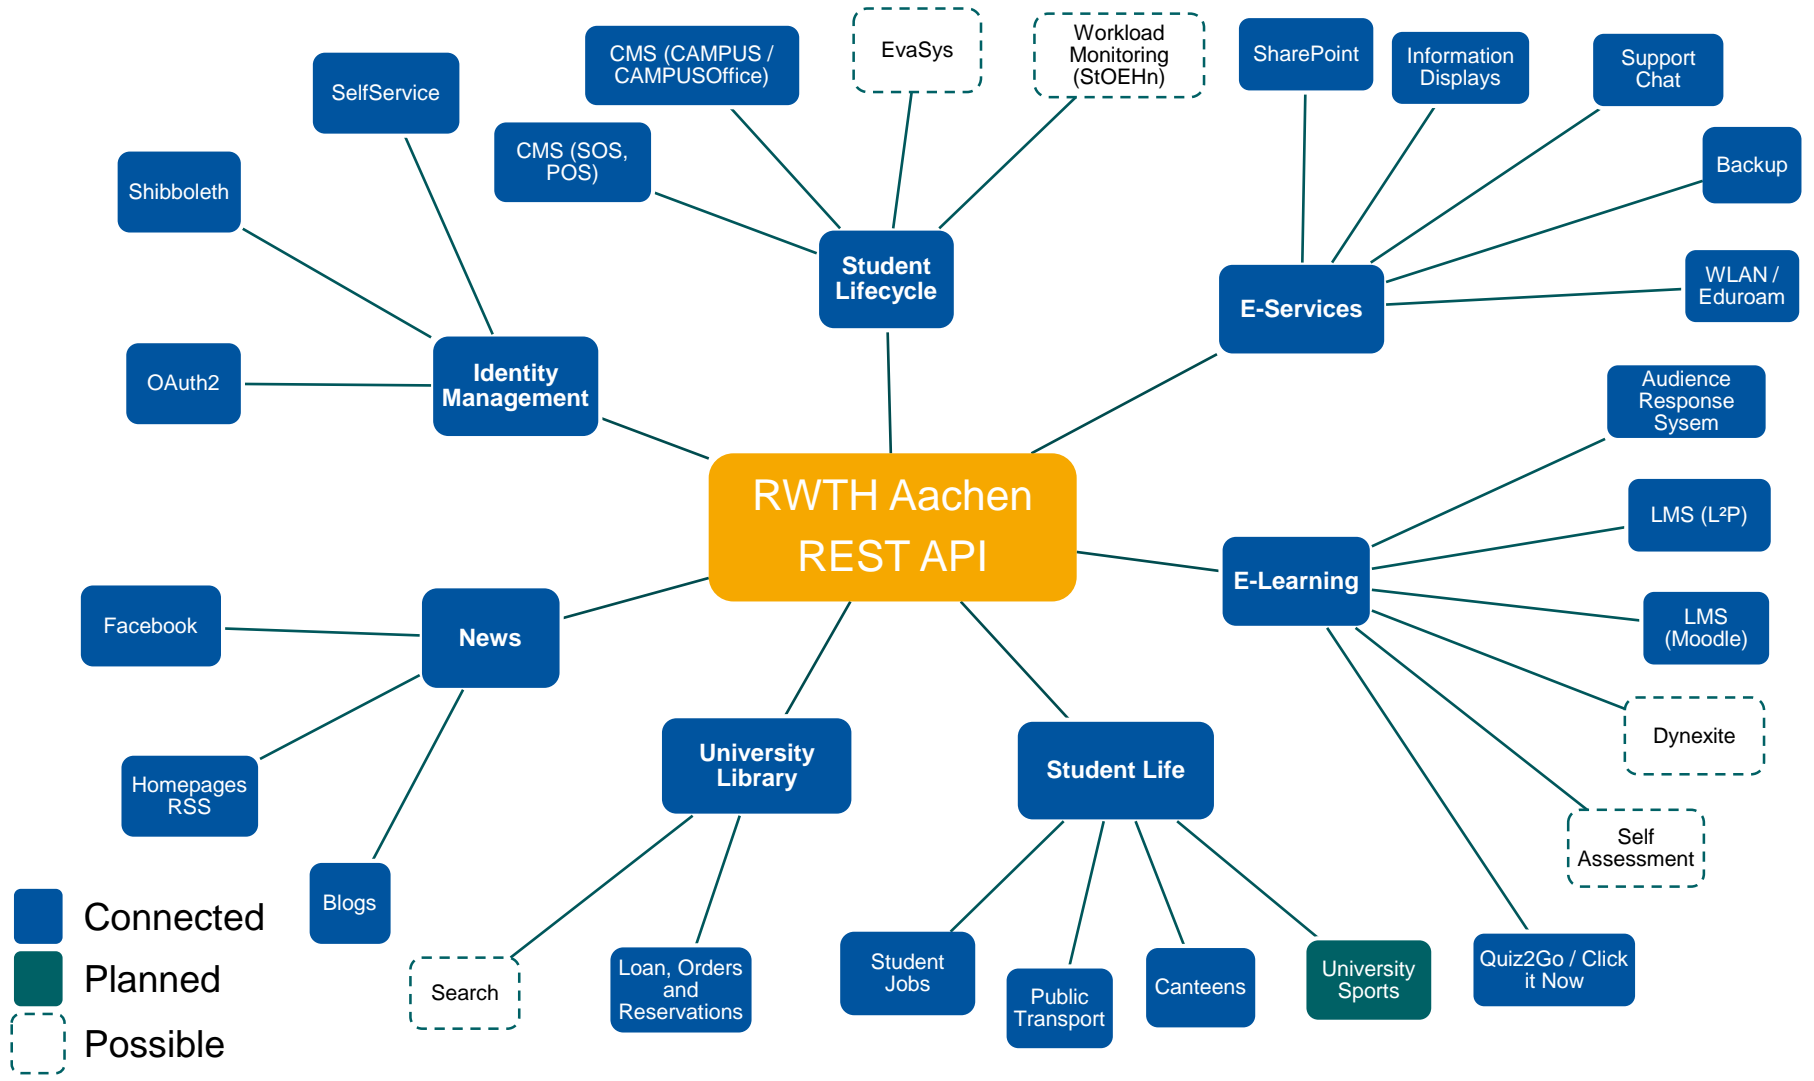 CMS (CAMPUS /
CAMPUSOffice)
EvaSys
Workload
Monitoring
(StOEHn)
SharePoint
Information
Displays
Support
Chat
SelfService
CMS (SOS,
POS)
Backup
Shibboleth
Student
Lifecycle
E-Services
WLAN /
Eduroam
OAuth2
Identity
Management
Audience
Response
Sysem
RWTH Aachen
REST API
LMS (L²P)
E-Learning
Facebook
News
LMS
(Moodle)
University
Library
Student Life
Dynexite
Homepages
RSS
Self
Assessment
Blogs
Connected
Planned
Possible
Search
Loan, Orders
and
Reservations
Student
Jobs
Public
Transport
Canteens
University
Sports
Quiz2Go / Click
it Now